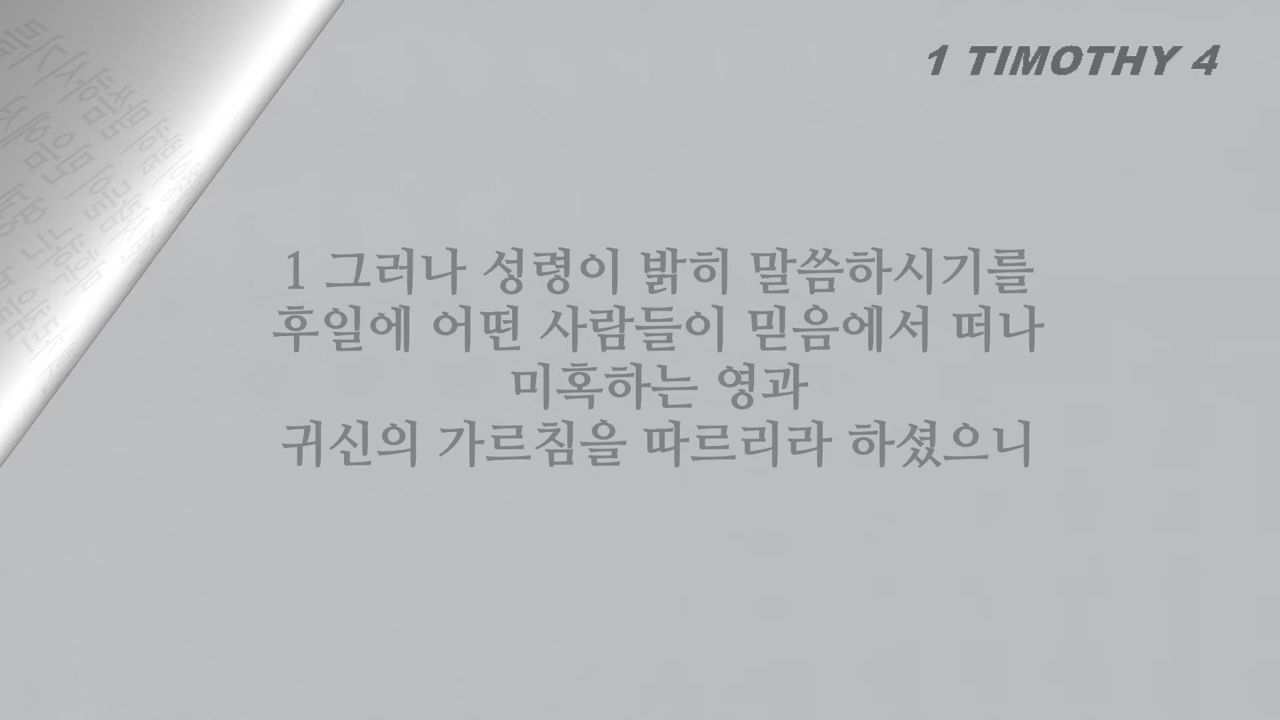 1 TIMOTHY 4
1 그러나 성령이 밝히 말씀하시기를
후일에 어떤 사람들이 믿음에서 떠나
미혹하는 영과
귀신의 가르침을 따르리라 하셨으니